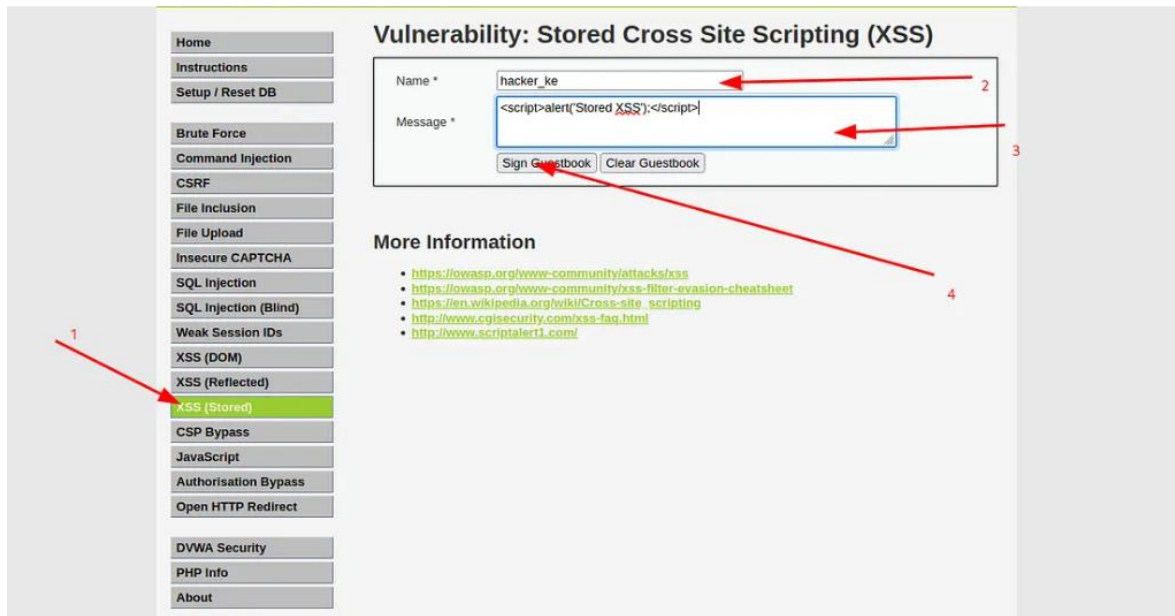 Home
Instructions
Setup / Reset DB
Brute Force
Command Injection
CSRF
File Inclusion
File Upload
Insecure CAPTCHA
SQL Injection
SQL Injection (Blind)
Weak Session IDs
XSS (DOM)
XSS (Reflected)
XSS (Stored)
CSP Bypass
JavaScript
Authorisation Bypass
Open HTTP Redirect
DVWA Security
PHP Info
About
1
Vulnerability: Stored Cross Site Scripting (XSS)
Name * hacker_ke
2
Message * <script>alert('Stored XSS');</script>
3
Sign Guestbook Clear Guestbook
4
More Information
• https://owasp.org/www-community/attacks/xss
• https://owasp.org/www-community/xss-filter-evasion-cheatsheet
• https://en.wikipedia.org/wiki/Cross-site_scripting
• http://www.cgisecurity.com/xss-faq.html
• http://www.scriptalert1.com/